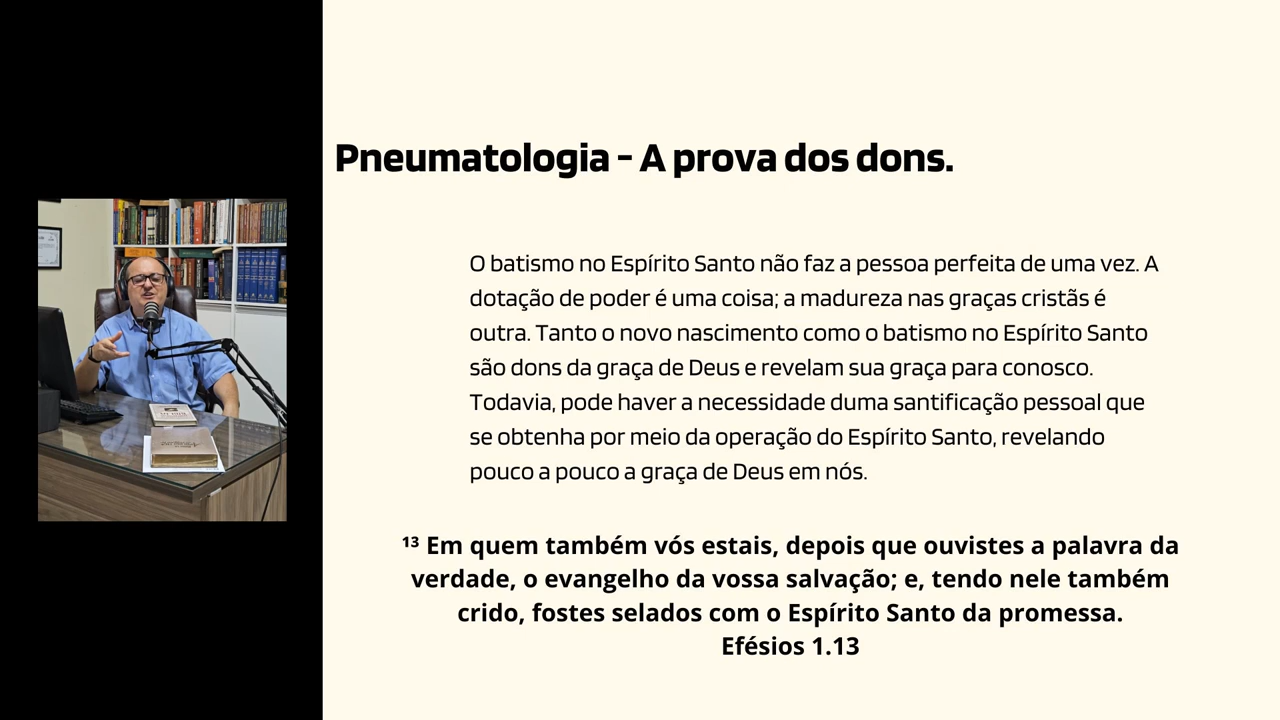 Pneumatologia - A prova dos dons.
O batismo no Espírito Santo não faz a pessoa perfeita de uma vez. A
dotação de poder é uma coisa; a madureza nas graças cristãs é
outra. Tanto o novo nascimento como o batismo no Espírito Santo
são dons da graça de Deus e revelam sua graça para conosco.
Todavia, pode haver a necessidade duma santificação pessoal que
se obtenha por meio da operação do Espírito Santo, revelando
pouco a pouco a graça de Deus em nós.
¹³ Em quem também vós estais, depois que ouvistes a palavra da
verdade, o evangelho da vossa salvação; e, tendo nele também
crido, fostes selados com o Espírito Santo da promessa.
Efésios 1.13